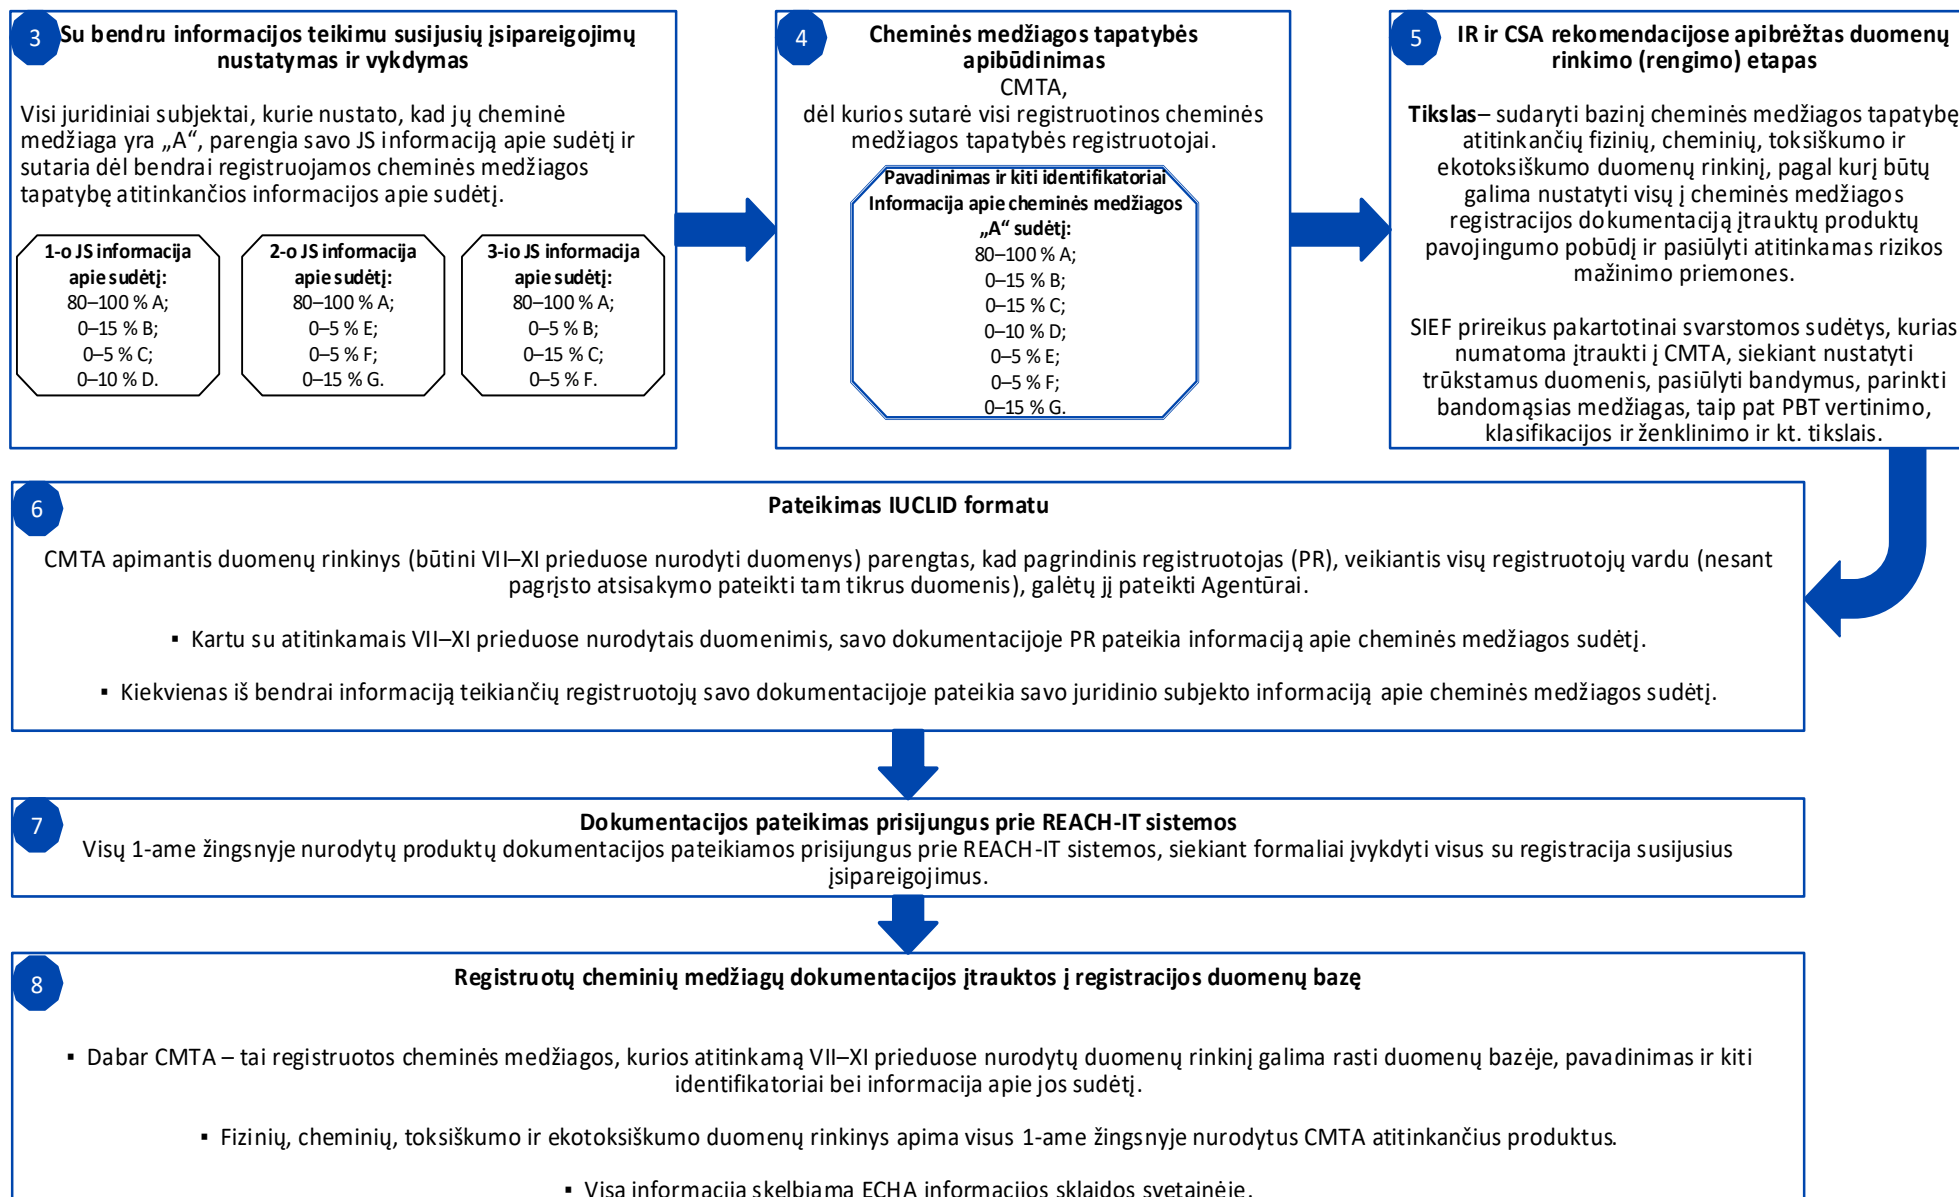 3
Su bendru informacijos teikimu susijusių įsipareigojimų
nustatymas ir vykdymas
Visi juridiniai subjektai, kurie nustato, kad jų cheminė
medžiaga yra „A“, parengia savo JS informaciją apie sudėtį ir
sutaria dėl bendrai registruojamos cheminės medžiagos
tapatybę atitinkančios informacijos apie sudėtį.
1-o JS informacija
apie sudėtį:
80–100 % A;
0–15 % B;
0–5 % C;
0–10 % D.
2-o JS informacija
apie sudėtį:
80–100 % A;
0–5 % E;
0–5 % F;
0–15 % G.
3-io JS informacija
apie sudėtį:
80–100 % A;
0–5 % B;
0–15 % C;
0–5 % F.
4
Cheminės medžiagos tapatybės
apibūdinimas
CMTA,
dėl kurios sutarė visi registruotinos cheminės
medžiagos tapatybės registruotojai.
Pavadinimas ir kiti identifikatoriai
Informacija apie cheminės medžiagos
„A“ sudėtį:
80–100 % A;
0–15 % B;
0–15 % C;
0–10 % D;
0–5 % E;
0–5 % F;
0–15 % G.
5
IR ir CSA rekomendacijose apibrėžtas duomenų
rinkimo (rengimo) etapas
Tikslas– sudaryti bazinį cheminės medžiagos tapatybę
atitinkančių fizinių, cheminių, toksiškumo ir
ekotoksiškumo duomenų rinkinį, pagal kurį būtų
galima nustatyti visų į cheminės medžiagos
registracijos dokumentaciją įtrauktų produktų
pavojingumo pobūdį ir pasiūlyti atitinkamas rizikos
mažinimo priemones.
SIEF prireikus pakartotinai svarstomos sudėtys, kurias
numatoma įtraukti į CMTA, siekiant nustatyti
trūkstamus duomenis, pasiūlyti bandymus, parinkti
bandomąsias medžiagas, taip pat PBT vertinimo,
klasifikacijos ir ženklinimo ir kt. tikslais.
6
Pateikimas IUCLID formatu
CMTA apimantis duomenų rinkinys (būtini VII–XI prieduose nurodyti duomenys) parengtas, kad pagrindinis registruotojas (PR), veikiantis visų registruotojų vardu (nesant
pagrįsto atsisakymo pateikti tam tikrus duomenis), galėtų jį pateikti Agentūrai.
▪ Kartu su atitinkamais VII–XI prieduose nurodytais duomenimis, savo dokumentacijoje PR pateikia informaciją apie cheminės medžiagos sudėtį.
▪ Kiekvienas iš bendrai informaciją teikiančių registruotojų savo dokumentacijoje pateikia savo juridinio subjekto informaciją apie cheminės medžiagos sudėtį.
7
Dokumentacijos pateikimas prisijungus prie REACH-IT sistemos
Visų 1-ame žingsnyje nurodytų produktų dokumentacijos pateikiamos prisijungus prie REACH-IT sistemos, siekiant formaliai įvykdyti visus su registracija susijusius
įsipareigojimus.
8
Registruotų cheminių medžiagų dokumentacijos įtrauktos į registracijos duomenų bazę
▪ Dabar CMTA – tai registruotos cheminės medžiagos, kurios atitinkamą VII–XI prieduose nurodytų duomenų rinkinį galima rasti duomenų bazėje, pavadinimas ir kiti
identifikatoriai bei informacija apie jos sudėtį.
▪ Fizinių, cheminių, toksiškumo ir ekotoksiškumo duomenų rinkinys apima visus 1-ame žingsnyje nurodytus CMTA atitinkančius produktus.
▪ Visa informacija skelbiama ECHA informacijos sklaidos svetainėje.